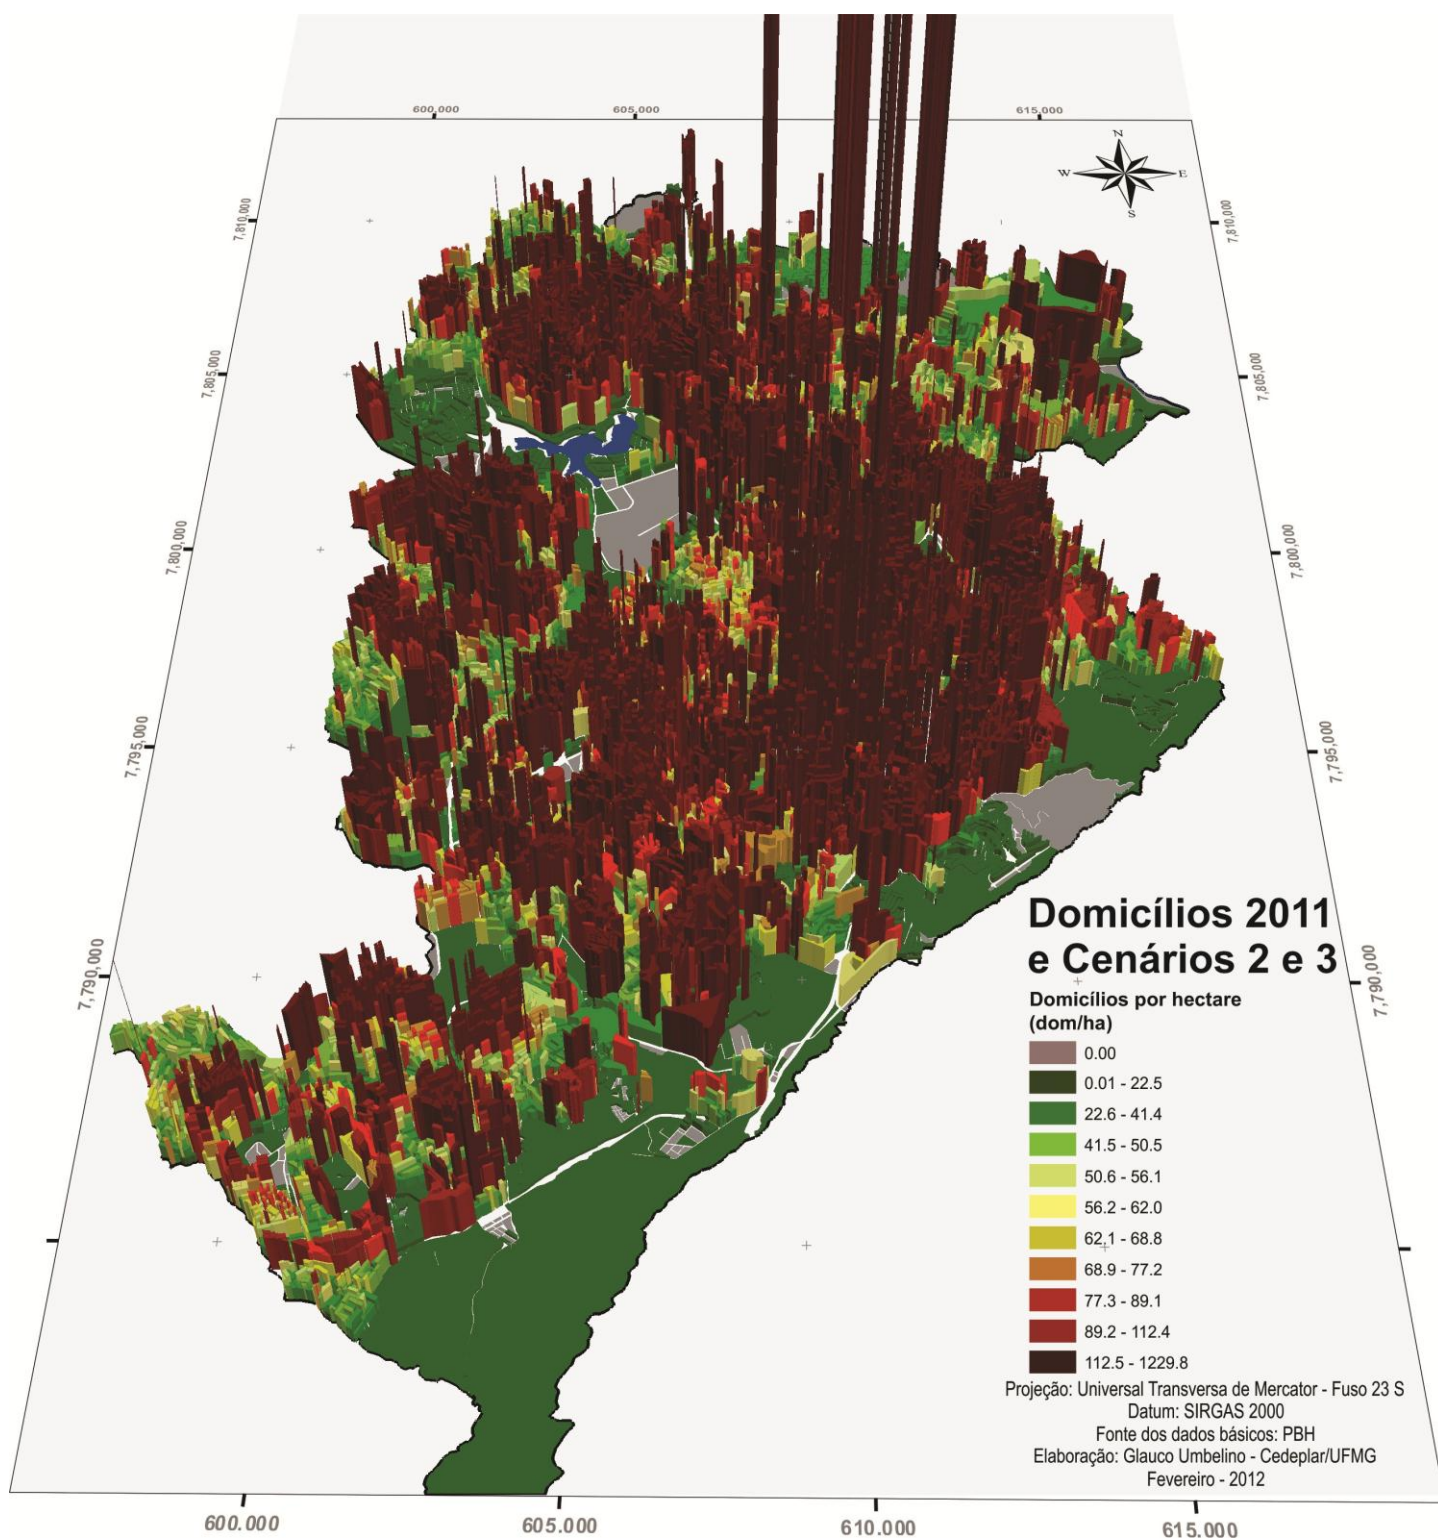 600,000
605,000
615,000
N
W
E
S
7,810,000
7,810,000
7,805,000
7,805,000
7,800,000
7,800,000
7,795,000
7,795,000
7,790,000
7,790,000
Domicílios 2011
e Cenários 2 e 3
Domicílios por hectare
(dom/ha)
0.00
0.01 - 22.5
22.6 - 41.4
41.5 - 50.5
50.6 - 56.1
56.2 - 62.0
62.1 - 68.8
68.9 - 77.2
77.3 - 89.1
89.2 - 112.4
112.5 - 1229.8
Projeção: Universal Transversa de Mercator - Fuso 23 S
Datum: SIRGAS 2000
Fonte dos dados básicos: PBH
Elaboração: Glauco Umbelino - Cedeplar/UFMG
Fevereiro - 2012
600.000
605.000
610.000
615.000